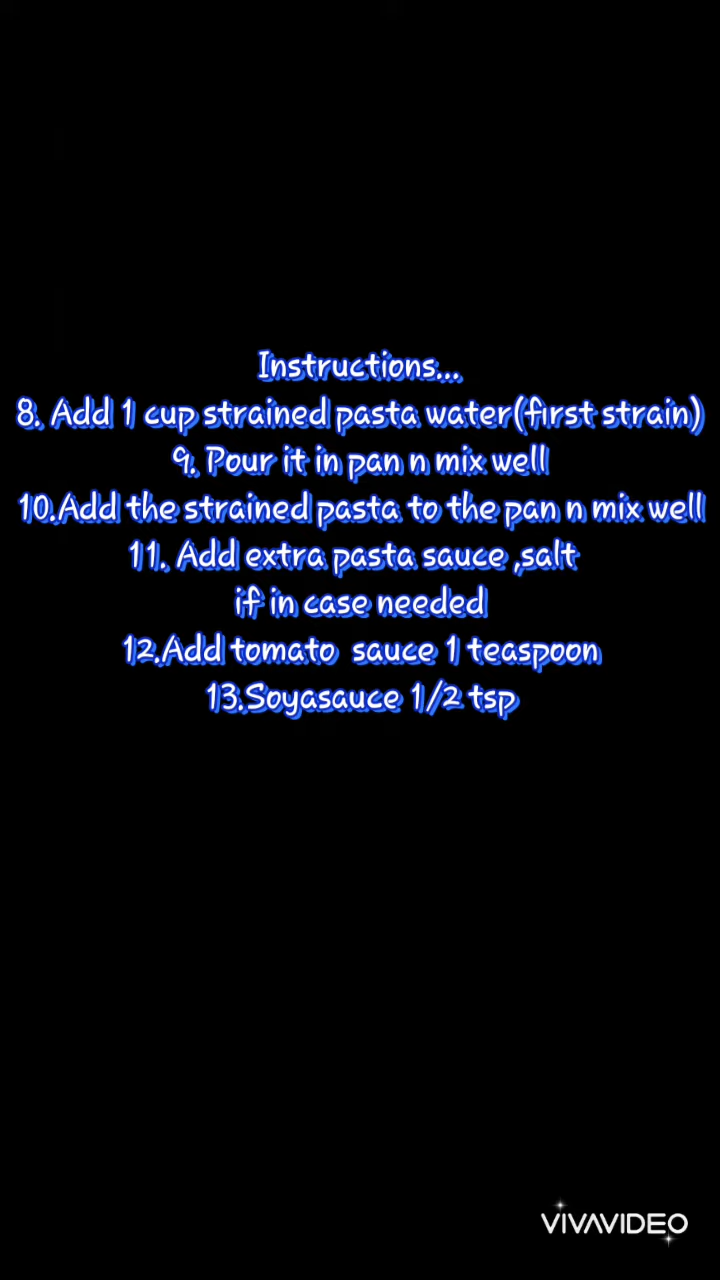 Instructions...
8. Add 1 cup strained pasta water(first strain)
9. Pour it in pan n mix well
10.Add the strained pasta to the pan n mix well
11. Add extra pasta sauce ,salt
if in case needed
12.Add tomato  sauce 1 teaspoon
13.Soyasauce 1/2 tsp
VIVAVIDEO